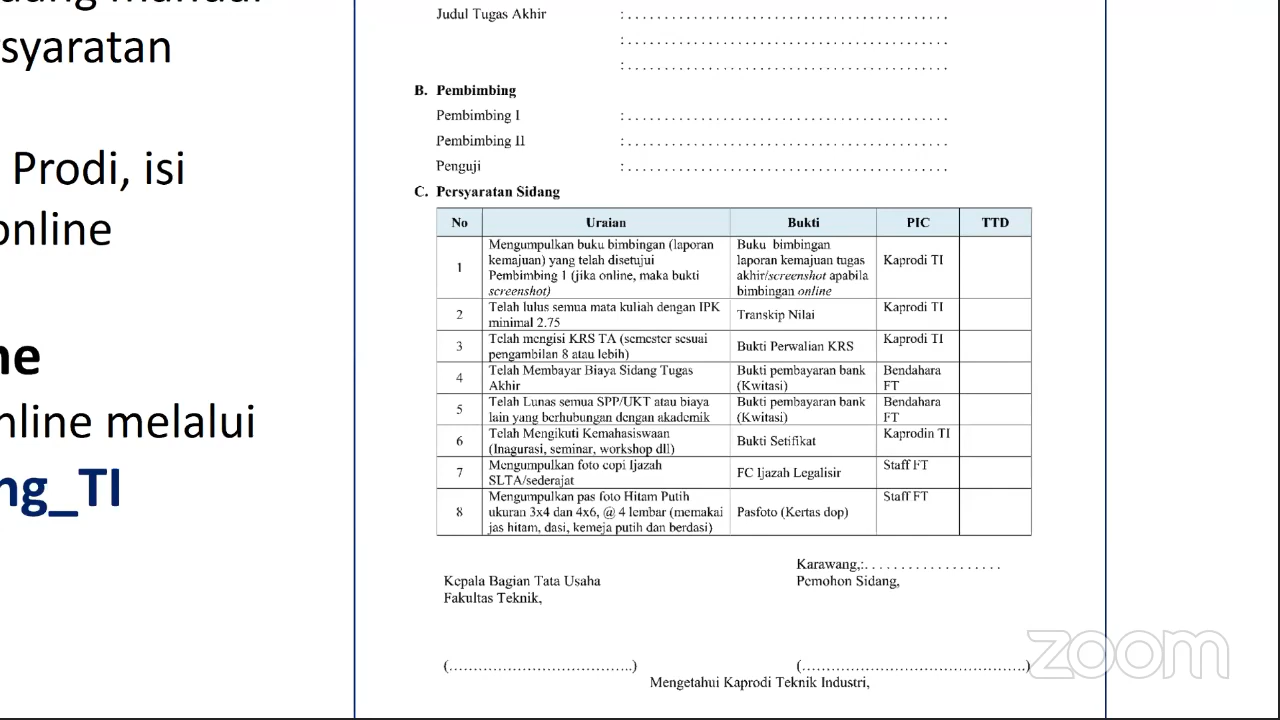 syaratan
Prodi, isi
online
ne
nline melalui
ng_TI
Judul Tugas Akhir : . . . . . . . . . . . . . . . . . . . . . . . . . . . . . . . . . . . . . . . . . . .
: . . . . . . . . . . . . . . . . . . . . . . . . . . . . . . . . . . . . . . . . . . .
: . . . . . . . . . . . . . . . . . . . . . . . . . . . . . . . . . . . . . . . . . . .
B. Pembimbing
Pembimbing I : . . . . . . . . . . . . . . . . . . . . . . . . . . . . . . . . . . . . . . . . . . .
Pembimbing II : . . . . . . . . . . . . . . . . . . . . . . . . . . . . . . . . . . . . . . . . . . .
Penguji : . . . . . . . . . . . . . . . . . . . . . . . . . . . . . . . . . . . . . . . . . . .
C. Persyaratan Sidang
No Uraian Bukti PIC TTD
1
Mengumpulkan buku bimbingan (laporan
kemajuan) yang telah disetujui
Pembimbing 1 (jika online, maka bukti
screenshot)
Buku bimbingan
laporan kemajuan tugas
akhir/screenshot apabila
bimbingan online
Kaprodi TI
2
Telah lulus semua mata kuliah dengan IPK
minimal 2.75
Transkip Nilai
Kaprodi TI
3
Telah mengisi KRS TA (semester sesuai
pengambilan 8 atau lebih)
Bukti Perwalian KRS
Kaprodi TI
4
Telah Membayar Biaya Sidang Tugas
Akhir
Bukti pembayaran bank
(Kwitasi)
Bendahara
FT
5
Telah Lunas semua SPP/UKT atau biaya
lain yang berhubungan dengan akademik
Bukti pembayaran bank
(Kwitasi)
Bendahara
FT
6
Telah Mengikuti Kemahasiswaan
(Inagurasi, seminar, workshop dll)
Bukti Setifikat
Kaprodin TI
7
Mengumpulkan foto copi Ijazah
SLTA/sederajat
FC Ijazah Legalisir
Staff FT
8
Mengumpulkan pas foto Hitam Putih
ukuran 3x4 dan 4x6, @ 4 lembar (memakai
jas hitam, dasi, kemeja putih dan berdasi)
Pasfoto (Kertas dop)
Staff FT
Karawang,:. . . . . . . . . . . . . . . . . . .
Kepala Bagian Tata Usaha Pemohon Sidang,
Fakultas Teknik,
(.....................................) (.............................................)
Mengetahui Kaprodi Teknik Industri,
zoom